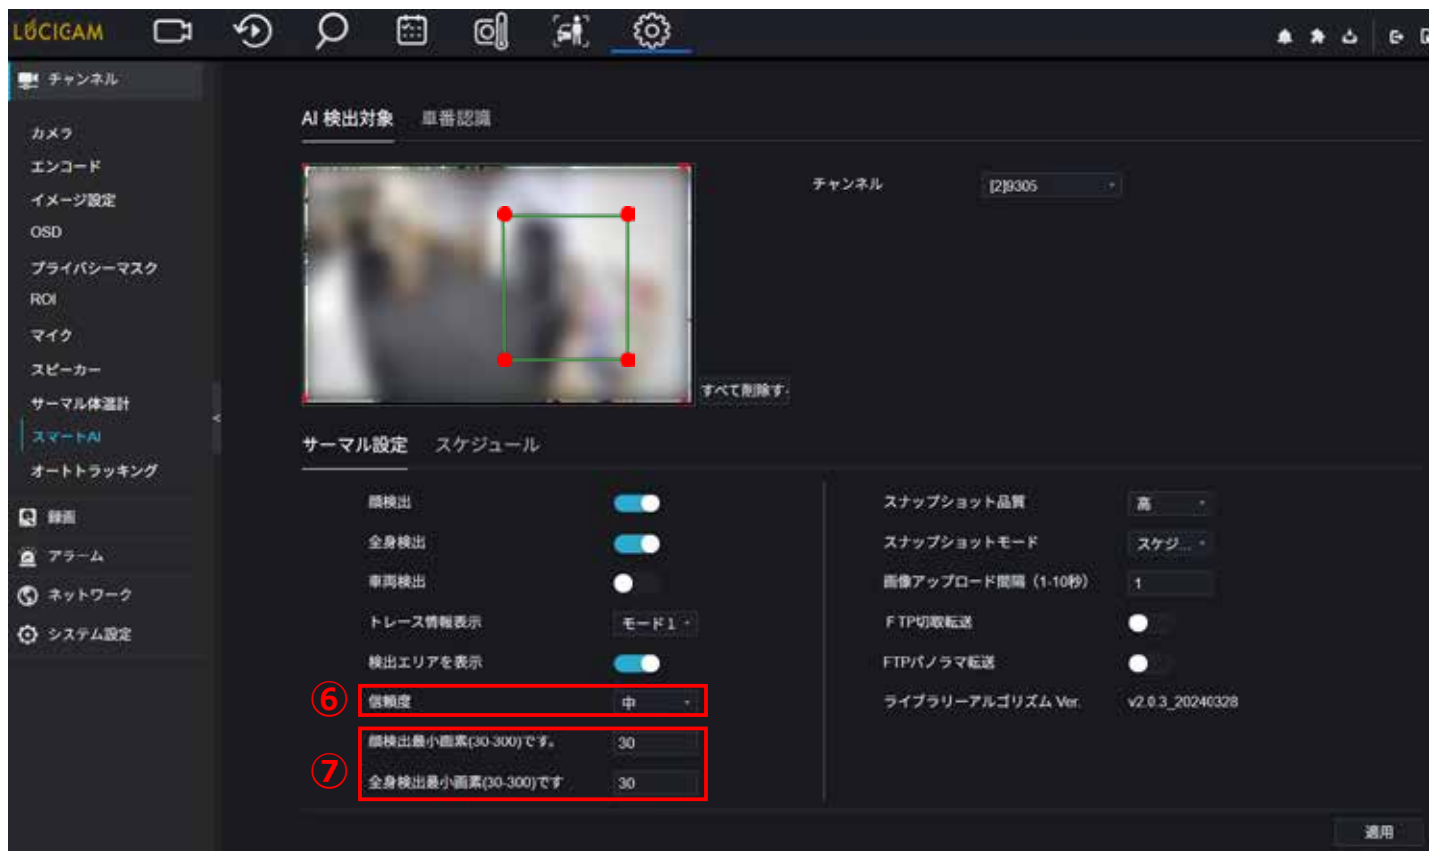 LÖCIGAM
チャンネル
カメラ
エンコード
イメージ設定
OSD
プライバシーマスク
ROI
マイク
スピーカー
サーマル体温計
スマートAI
オートトラッキング
録画
アラーム
ネットワーク
システム設定
<
AI 検出対象 車番認識
チャンネル [2]9305
すべて削除す
サーマル設定 スケジュール
顔検出
全身検出
車両検出
トレース情報表示 モード1
検出エリアを表示
⑥ 信頼度 中
⑦
顔検出最小画素(30-300)です。 30
全身検出最小画素(30-300)です 30
スナップショット品質 高
スナップショットモード スケジ...
画像アップロード間隔（1-10秒） 1
FTP切取転送
FTPパノラマ転送
ライブラリーアルゴリズム Ver. v2.0.3_20240328
適用